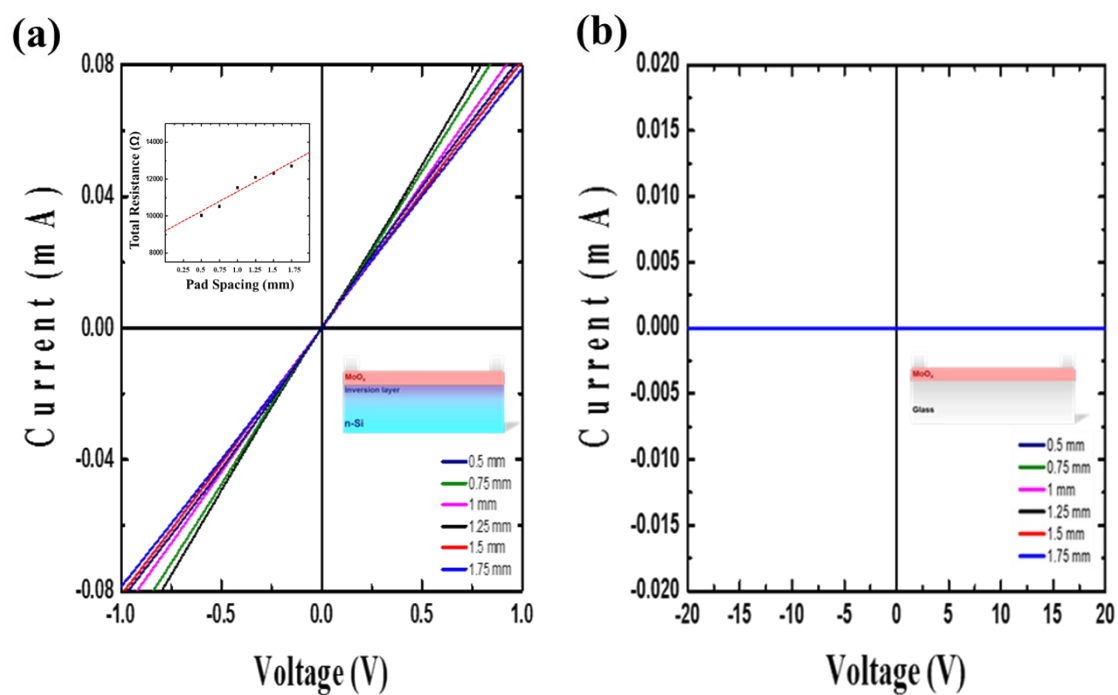 (a)
0.08
0.04
0.00
-0.04
-0.08
Current (mA)
-1.0 -0.5 0.0 0.5 1.0
Voltage (V)
14000
12000
10000
8000
Total Resistance (Ω)
0.25 0.5 0.75 1.0 1.25 1.5 1.75
Pad Spacing (mm)
MoOx
Inversion layer
n-Si
0.5 mm
0.75 mm
1 mm
1.25 mm
1.5 mm
1.75 mm
(b)
0.020
0.015
0.010
0.005
0.000
-0.005
-0.010
-0.015
-0.020
Current (mA)
-20 -15 -10 -5 0 5 10 15 20
Voltage (V)
MoOx
Glass
0.5 mm
0.75 mm
1 mm
1.25 mm
1.5 mm
1.75 mm